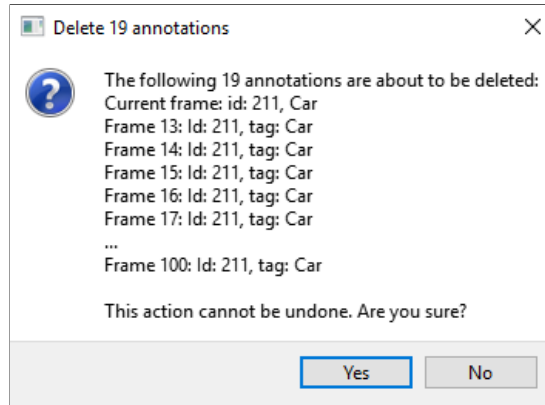 Delete 19 annotations
The following 19 annotations are about to be deleted:
Current frame: id: 211, Car
Frame 13: Id: 211, tag: Car
Frame 14: Id: 211, tag: Car
Frame 15: Id: 211, tag: Car
Frame 16: Id: 211, tag: Car
Frame 17: Id: 211, tag: Car
...
Frame 100: Id: 211, tag: Car
This action cannot be undone. Are you sure?
Yes
No